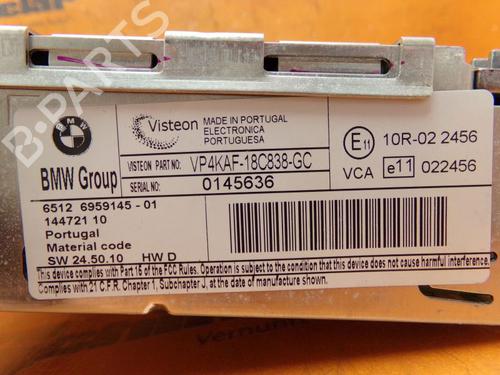 BMW
BMW Group
Visteon
MADE IN PORTUGAL
ELECTRONICA
PORTUGUESA
VISTEON PART NO: VP4KAF-18C838-GC
SERIAL NO: 0145636
E11 10R-02 2456
VCA e11 022456
6512 6959145 - 01
144721 10
Portugal
Material code
SW 24.50.10 HW D
This device complies with Part 15 of the FCC Rules. Operation is subject to the condition that this device does not cause harmful interference.
Complies with 21 C.F.R. Chapter 1, Subchapter J, at the date of manufacture shown.
B-PARTS